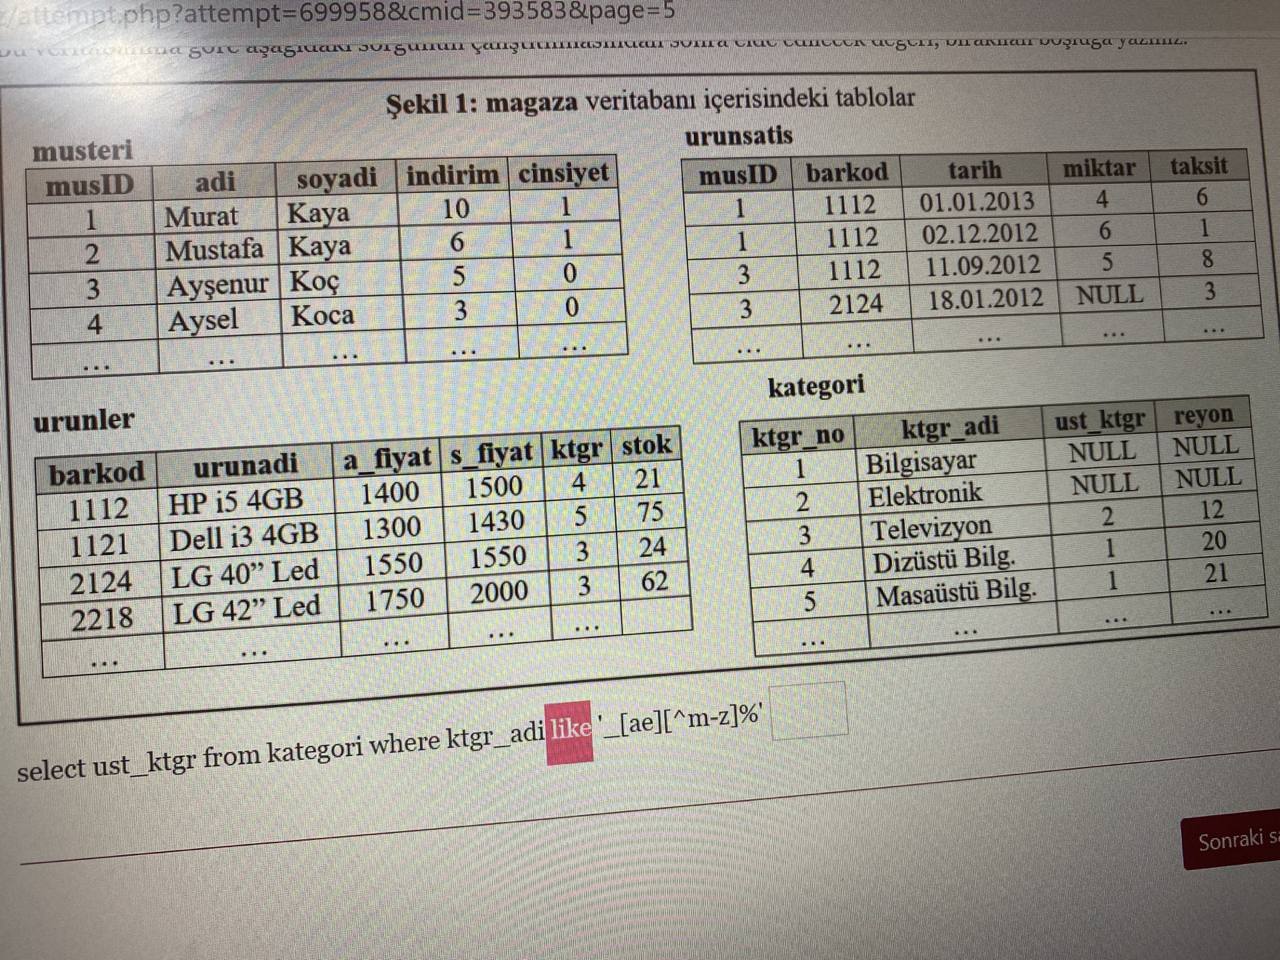 /attempt.php?attempt=699958&cmid=393583&page=5
göre aşağıdaki sorgunun çalıştırılmasından sonra elde edilecek değeri, bırakılan boşluğa yazınız.
Şekil 1: magaza veritabanı içerisindeki tablolar
musteri
musID adi soyadi indirim cinsiyet
1 Murat Kaya 10 1
2 Mustafa Kaya 6 1
3 Ayşenur Koç 5 0
4 Aysel Koca 3 0
... ... ... ... ...
urunsatis
musID barkod tarih miktar taksit
1 1112 01.01.2013 4 6
1 1112 02.12.2012 6 1
3 1112 11.09.2012 5 8
3 2124 18.01.2012 NULL 3
... ... ... ... ...
urunler
barkod urunadi a_fiyat s_fiyat ktgr stok
1112 HP i5 4GB 1400 1500 4 21
1121 Dell i3 4GB 1300 1430 5 75
2124 LG 40” Led 1550 1550 3 24
2218 LG 42” Led 1750 2000 3 62
... ... ... ... ...
kategori
ktgr_no ktgr_adi ust_ktgr reyon
1 Bilgisayar NULL NULL
2 Elektronik NULL NULL
3 Televizyon 2 12
4 Dizüstü Bilg. 1 20
5 Masaüstü Bilg. 1 21
... ... ... ...
select ust_ktgr from kategori where ktgr_adi like '_[ae][^m-z]%'
Sonraki